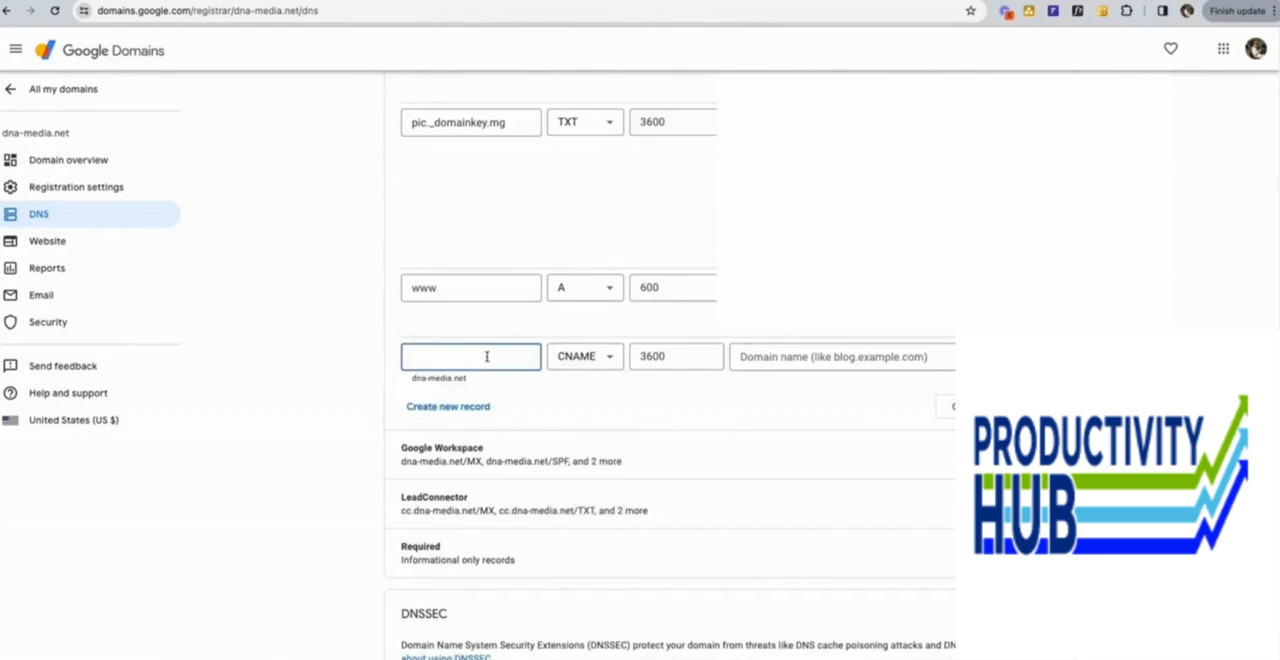 domains.google.com/registrar/dna-media.net/dns
Finish update
Google Domains
All my domains
dna-media.net
Domain overview
Registration settings
DNS
Website
Reports
Email
Security
Send feedback
Help and support
United States (US $)
pic._domainkey.mg TXT 3600
www A 600
CNAME 3600 Domain name (like blog.example.com)
dna-media.net
Create new record
Google Workspace
dna-media.net/MX, dna-media.net/SPF, and 2 more
LeadConnector
cc.dna-media.net/MX, cc.dna-media.net/TXT, and 2 more
Required
Informational only records
DNSSEC
Domain Name System Security Extensions (DNSSEC) protect your domain from threats like DNS cache poisoning attacks and DN
about using DNSSEC
PRODUCTIVITY
HUB